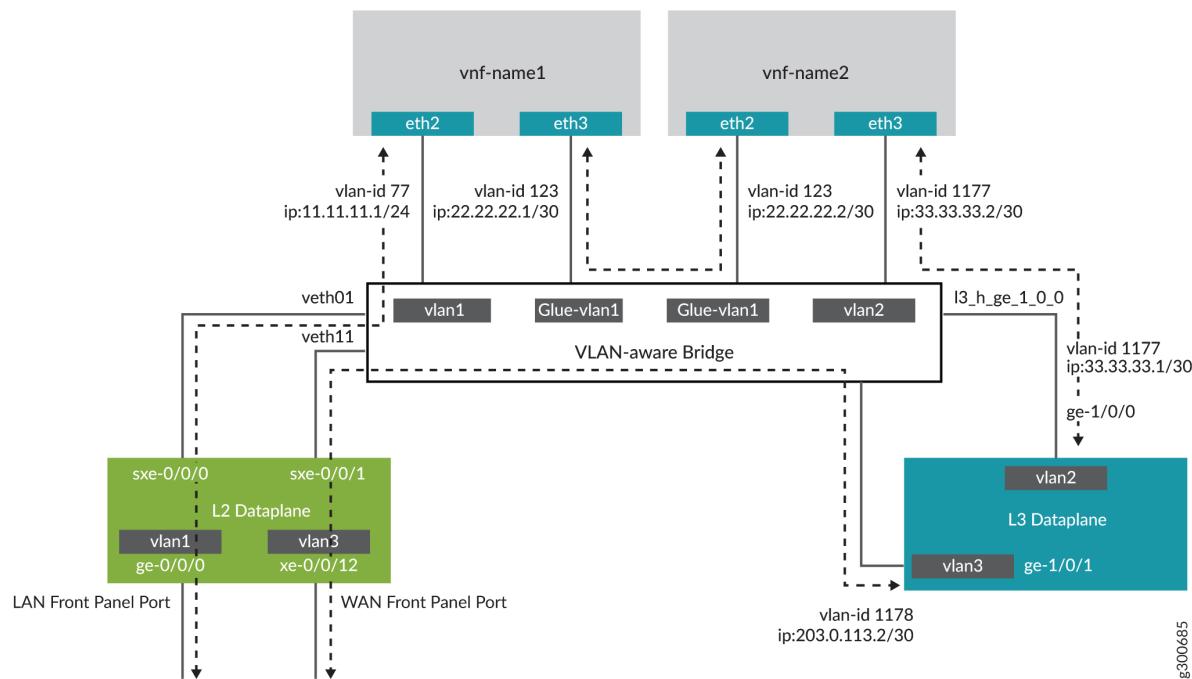 vnf-name1
vnf-name2
eth2
eth3
eth2
eth3
vlan-id 77
ip:11.11.11.1/24
vlan-id 123
ip:22.22.22.1/30
vlan-id 123
ip:22.22.22.2/30
vlan-id 1177
ip:33.33.33.2/30
veth01
vlan1
Glue-vlan1
Glue-vlan1
vlan2
l3_h_ge_1_0_0
veth11
VLAN-aware Bridge
vlan-id 1177
ip:33.33.33.1/30
ge-1/0/0
sxe-0/0/0
sxe-0/0/1
L2 Dataplane
vlan1
vlan3
ge-0/0/0
xe-0/0/12
vlan2
L3 Dataplane
vlan3
ge-1/0/1
LAN Front Panel Port
WAN Front Panel Port
vlan-id 1178
ip:203.0.113.2/30
g300685